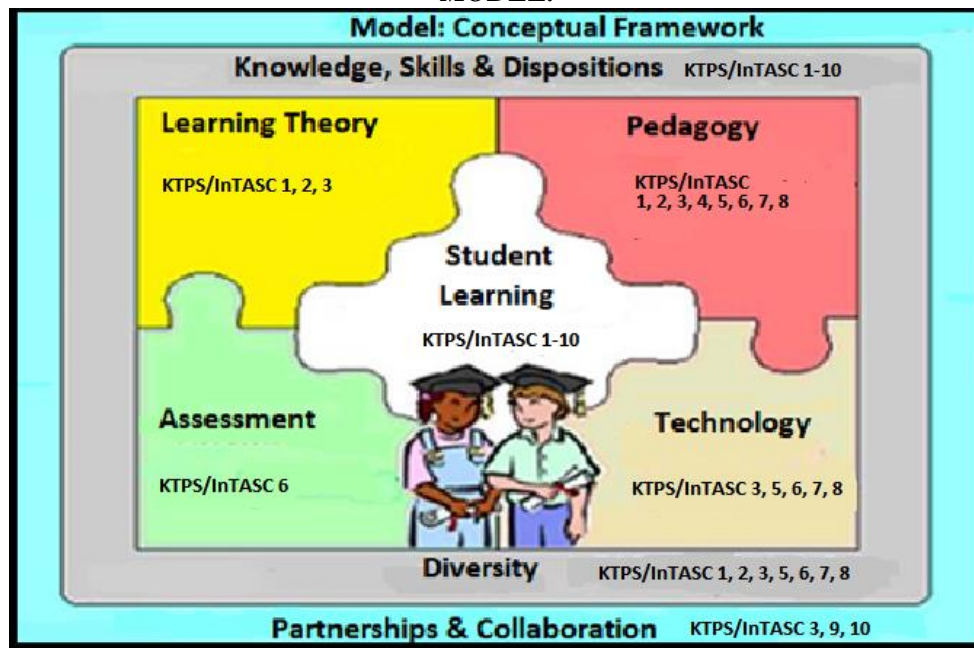 MODEL:
Model: Conceptual Framework
Knowledge, Skills & Dispositions KTPS/InTASC 1-10
Learning Theory
KTPS/InTASC 1, 2, 3
Pedagogy
KTPS/InTASC
1, 2, 3, 4, 5, 6, 7, 8
Student
Learning
KTPS/InTASC 1-10
Assessment
KTPS/InTASC 6
Technology
KTPS/InTASC 3, 5, 6, 7, 8
Diversity KTPS/InTASC 1, 2, 3, 5, 6, 7, 8
Partnerships & Collaboration KTPS/InTASC 3, 9, 10